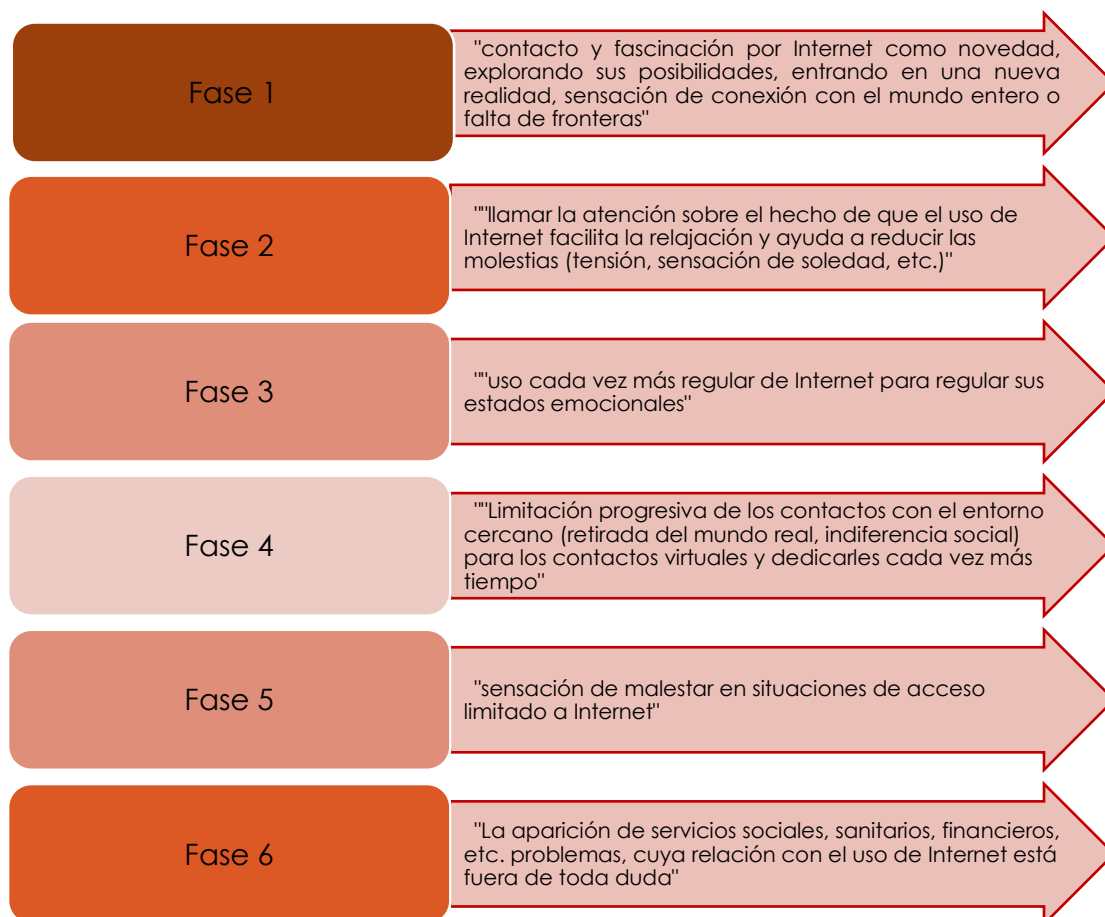 Fase 1
"contacto y fascinación por Internet como novedad,
explorando sus posibilidades, entrando en una nueva
realidad, sensación de conexión con el mundo entero o
falta de fronteras"
Fase 2
""llamar la atención sobre el hecho de que el uso de
Internet facilita la relajación y ayuda a reducir las
molestias (tensión, sensación de soledad, etc.)"
Fase 3
""uso cada vez más regular de Internet para regular sus
estados emocionales"
Fase 4
""Limitación progresiva de los contactos con el entorno
cercano (retirada del mundo real, indiferencia social)
para los contactos virtuales y dedicarles cada vez más
tiempo"
Fase 5
"sensación de malestar en situaciones de acceso
limitado a Internet"
Fase 6
"La aparición de servicios sociales, sanitarios, financieros,
etc. problemas, cuya relación con el uso de Internet está
fuera de toda duda"